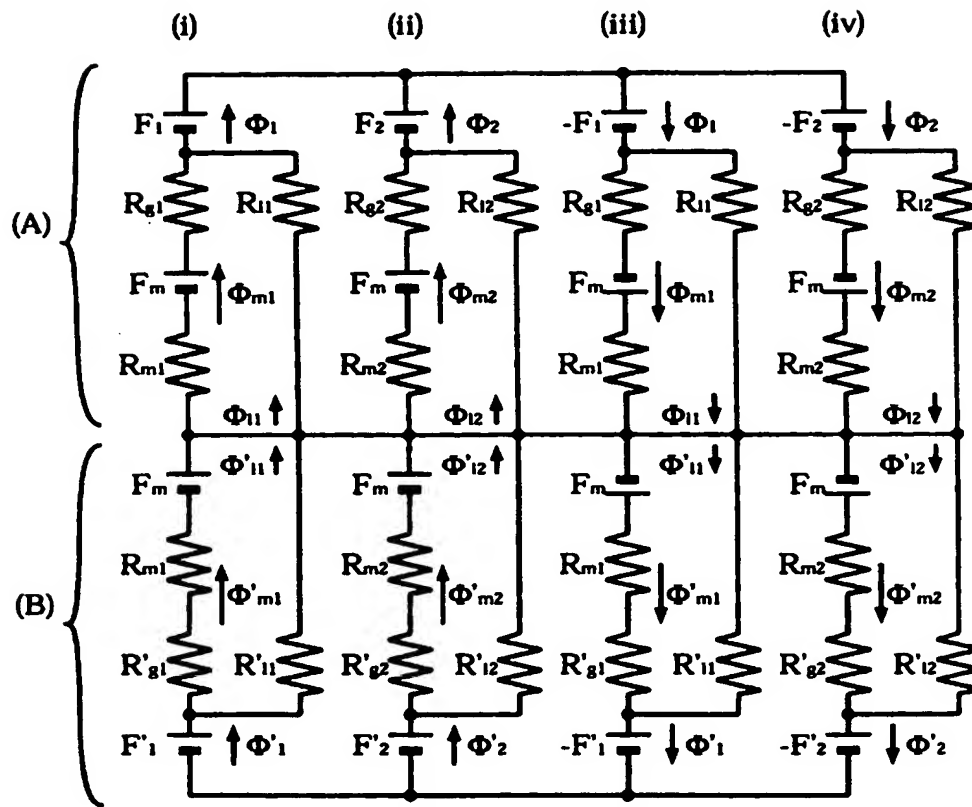 (i) (ii) (iii) (iv)
F1 Φ1 F2 Φ2 -F1 Φ1 -F2 Φ2
Rg1 Rl1 Rg2 Rl2 Rg1 Rl1 Rg2 Rl2
(A)
Fm Φm1 Fm Φm2 Fm Φm1 Fm Φm2
Rm1 Rm2 Rm1 Rm2
Φl1 Φl2 Φl1 Φl2
Φ'l1 Φ'l2 Φ'l1 Φ'l2
Fm Fm Fm Fm
Rm1 Rm2 Rm1 Rm2
(B)
Φ'm1 Φ'm2 Φ'm1 Φ'm2
R'g1 R'l1 R'g2 R'l2 R'g1 R'l1 R'g2 R'l2
F'1 Φ'1 F'2 Φ'2 -F'1 Φ'1 -F'2 Φ'2